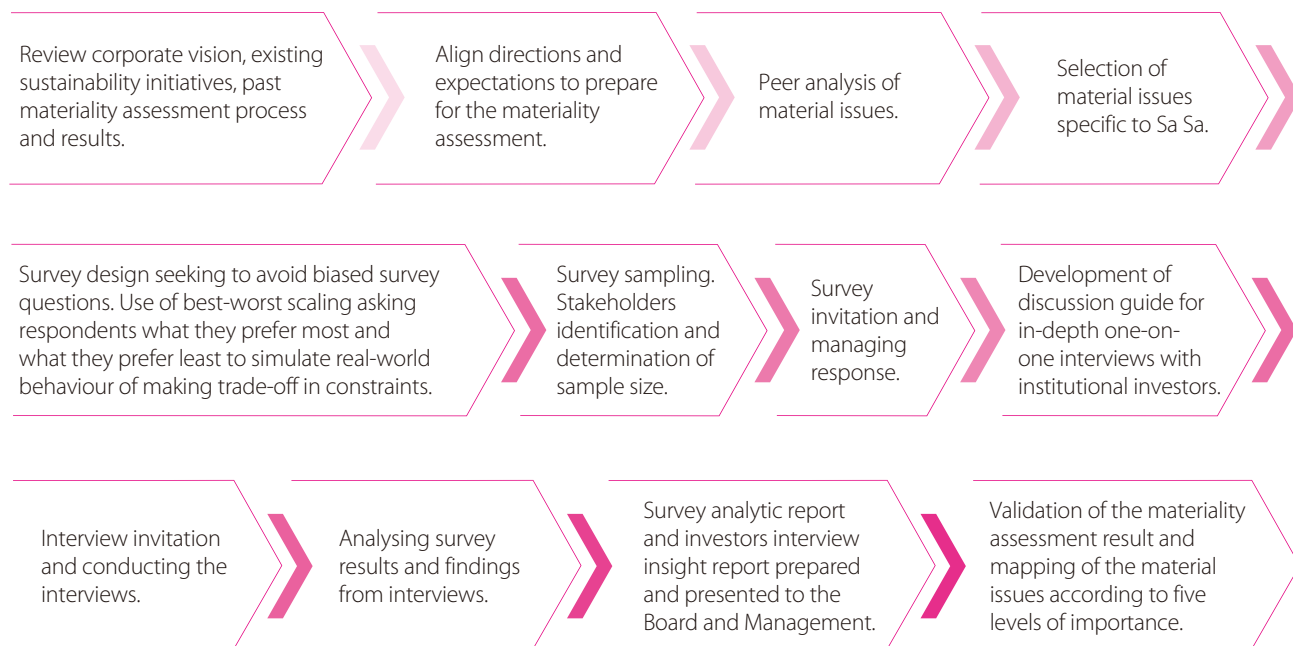 Review corporate vision, existing
sustainability initiatives, past
materiality assessment process
and results.
Align directions and
expectations to prepare
for the materiality
assessment.
Peer analysis of
material issues.
Selection of
material issues
specific to Sa Sa.
Survey design seeking to avoid biased survey
questions. Use of best-worst scaling asking
respondents what they prefer most and
what they prefer least to simulate real-world
behaviour of making trade-off in constraints.
Survey sampling.
Stakeholders
identification and
determination of
sample size.
Survey
invitation and
managing
response.
Development of
discussion guide for
in-depth one-on-
one interviews with
institutional investors.
Interview invitation
and conducting the
interviews.
Analysing survey
results and findings
from interviews.
Survey analytic report
and investors interview
insight report prepared
and presented to the
Board and Management.
Validation of the materiality
assessment result and
mapping of the material
issues according to five
levels of importance.